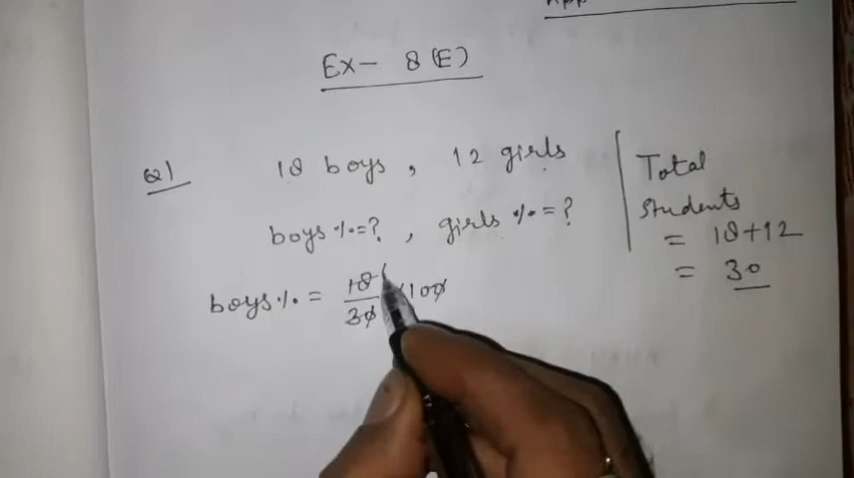 Ex- 8(E)
Q1 18 boys, 12 girls
boys %=?, girls %=?
boys % = 18/30 × 100
Total
students
= 18+12
= 30